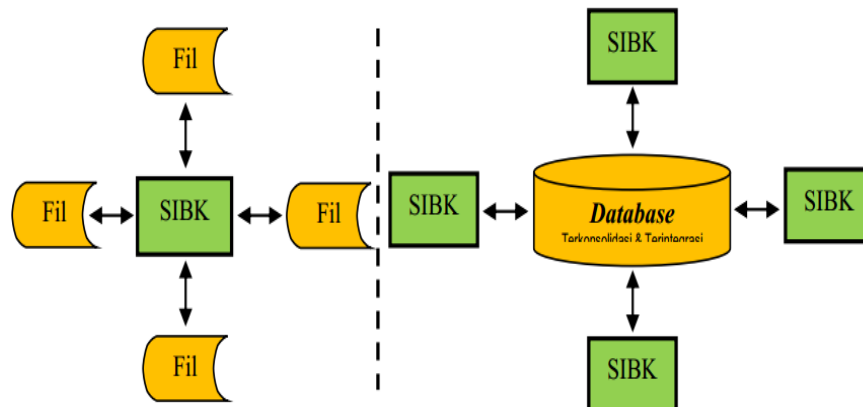 Fil
SIBK
Fil
SIBK
Fil
Fil
SIBK
Database
Terkonsolidasi & Terintegrasi
SIBK
SIBK